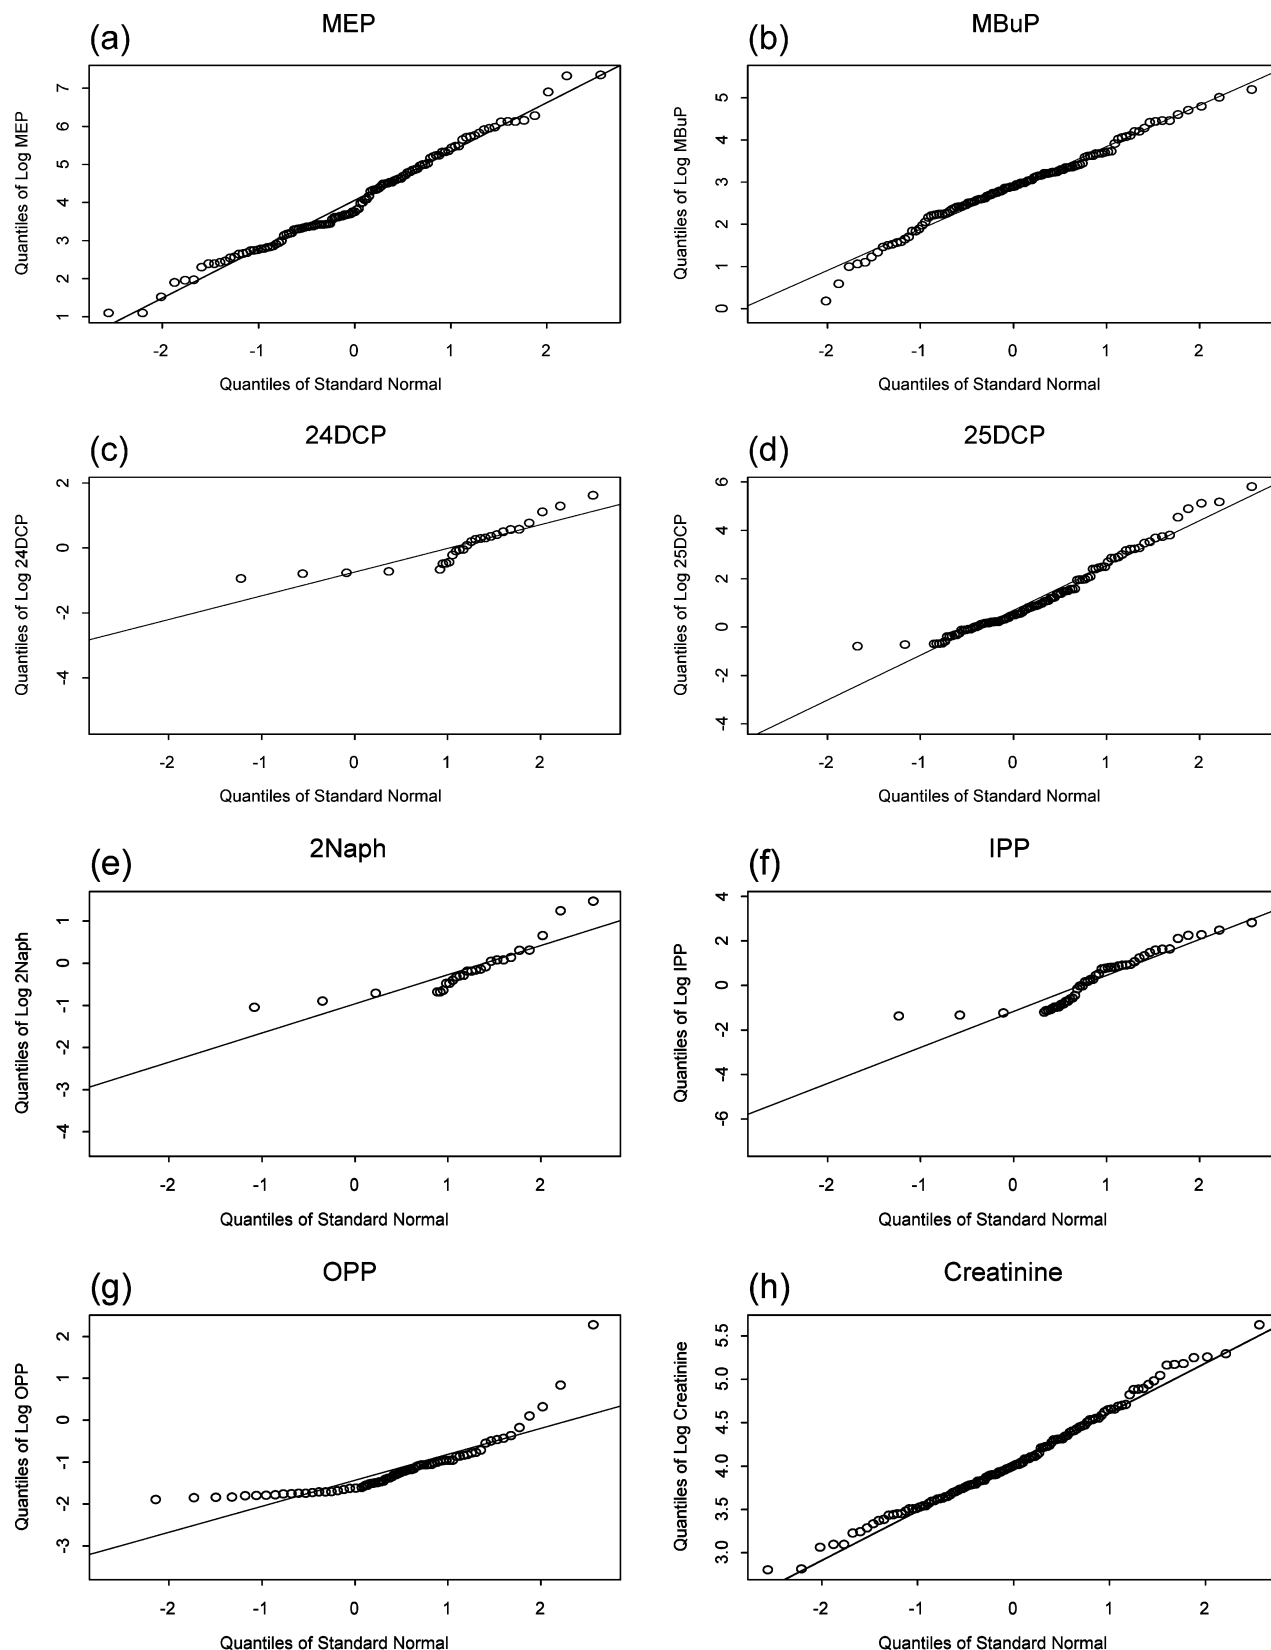 (a) MEP
Quantiles of Log MEP
7
6
5
4
3
2
1
-2 -1 0 1 2
Quantiles of Standard Normal
(b) MBuP
Quantiles of Log MBuP
5
4
3
2
1
0
-2 -1 0 1 2
Quantiles of Standard Normal
(c) 24DCP
Quantiles of Log 24DCP
2
0
-2
-4
-2 -1 0 1 2
Quantiles of Standard Normal
(d) 25DCP
Quantiles of Log 25DCP
6
4
2
0
-2
-4
-2 -1 0 1 2
Quantiles of Standard Normal
(e) 2Naph
Quantiles of Log 2Naph
1
0
-1
-2
-3
-4
-2 -1 0 1 2
Quantiles of Standard Normal
(f) IPP
Quantiles of Log IPP
4
2
0
-2
-4
-6
-2 -1 0 1 2
Quantiles of Standard Normal
(g) OPP
Quantiles of Log OPP
2
1
0
-1
-2
-3
-2 -1 0 1 2
Quantiles of Standard Normal
(h) Creatinine
Quantiles of Log Creatinine
5.5
5.0
4.5
4.0
3.5
3.0
-2 -1 0 1 2
Quantiles of Standard Normal